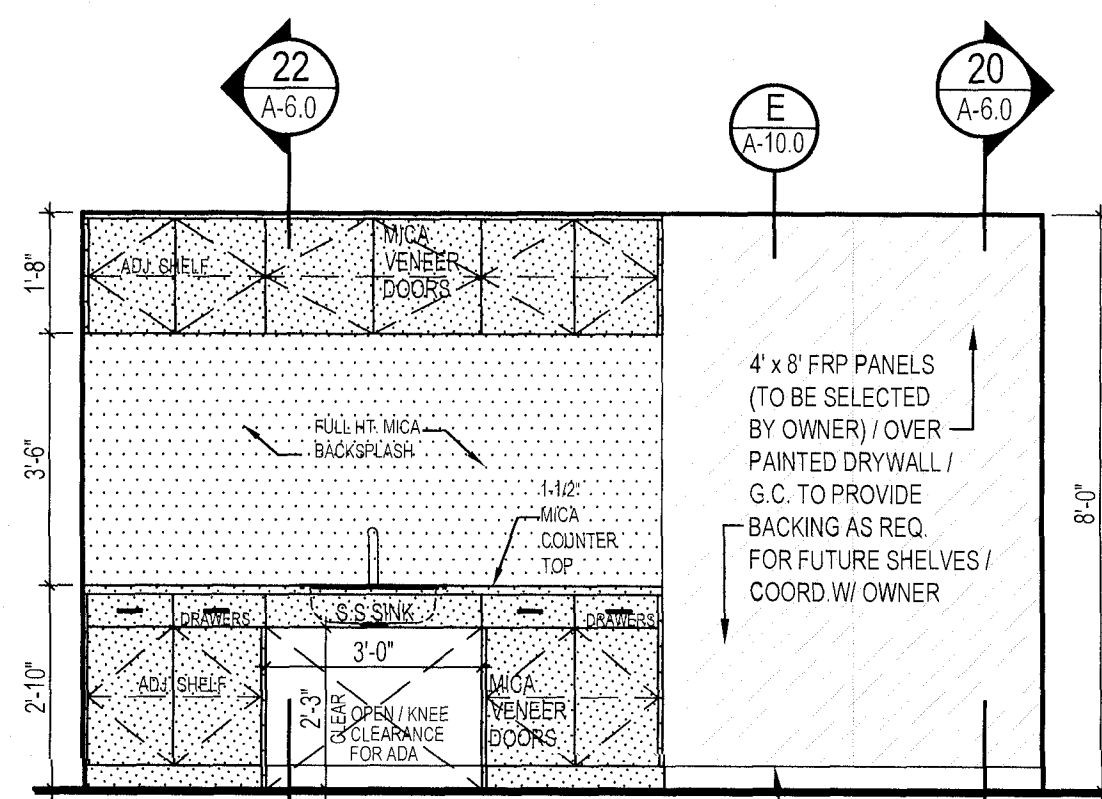 22
A-6.0
E
A-10.0
20
A-6.0
1'-8"
3'-6"
2'-10"
8'-0"
ADJ. SHELF
MICA
VENEER
DOORS
FULL HT. MICA
BACKSPLASH
1-1/2"
MICA
COUNTER
TOP
4' x 8' FRP PANELS
(TO BE SELECTED
BY OWNER) / OVER
PAINTED DRYWALL /
G.C. TO PROVIDE
BACKING AS REQ.
FOR FUTURE SHELVES /
COORD.W/ OWNER
DRAWERS
S.S SINK
DRAWERS
3'-0"
ADJ. SHELF
2'-3"
CLEAR
OPEN / KNEE
CLEARANCE
FOR ADA
MICA
VENEER
DOORS